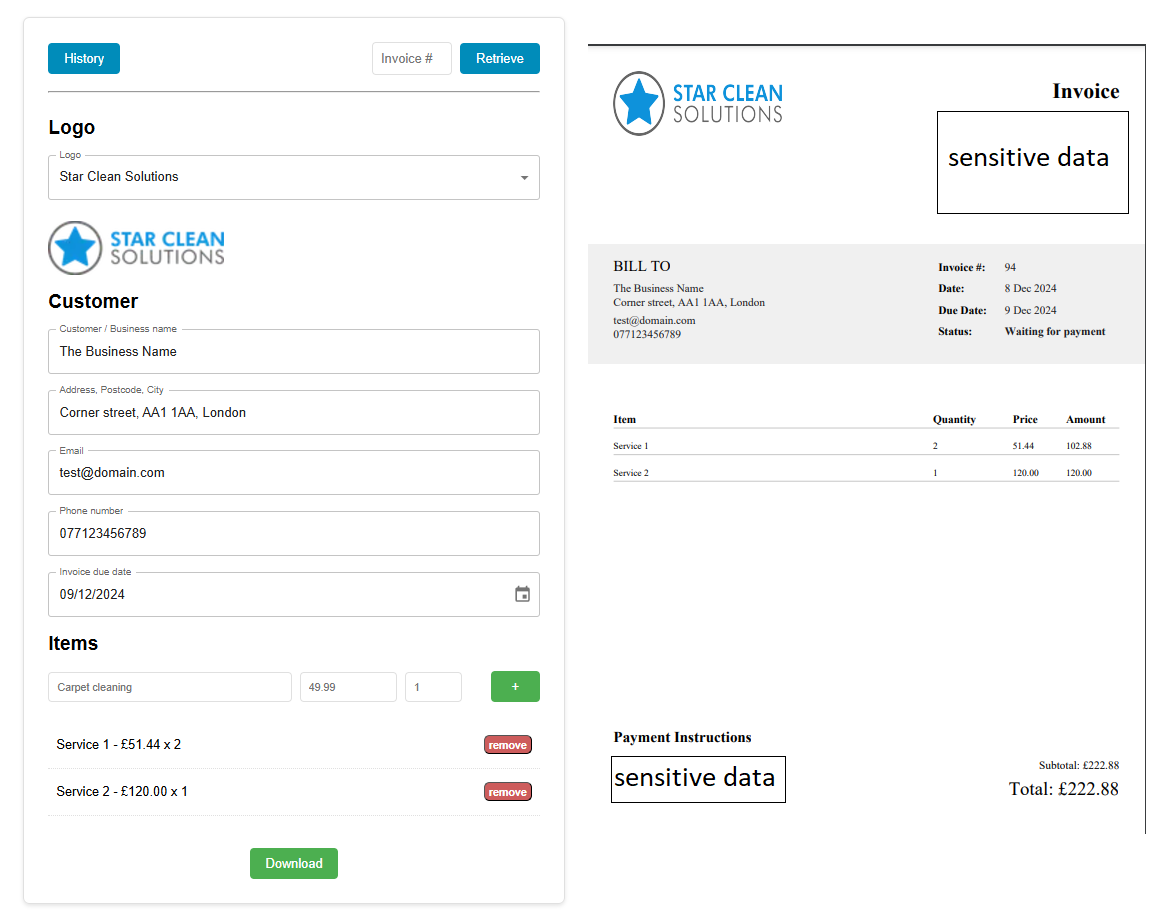 History
Invoice #
Retrieve
Logo
Logo
Star Clean Solutions
STAR CLEAN
SOLUTIONS
Customer
Customer / Business name
The Business Name
Address, Postcode, City
Corner street, AA1 1AA, London
Email
test@domain.com
Phone number
077123456789
Invoice due date
09/12/2024
Items
Carpet cleaning 49.99 1 +
Service 1 - £51.44 x 2 remove
Service 2 - £120.00 x 1 remove
Download
STAR CLEAN
SOLUTIONS
Invoice
sensitive data
BILL TO
The Business Name
Corner street, AA1 1AA, London
test@domain.com
077123456789
Invoice #: 94
Date: 8 Dec 2024
Due Date: 9 Dec 2024
Status: Waiting for payment
Item Quantity Price Amount
Service 1 2 51.44 102.88
Service 2 1 120.00 120.00
Payment Instructions
sensitive data
Subtotal: £222.88
Total: £222.88